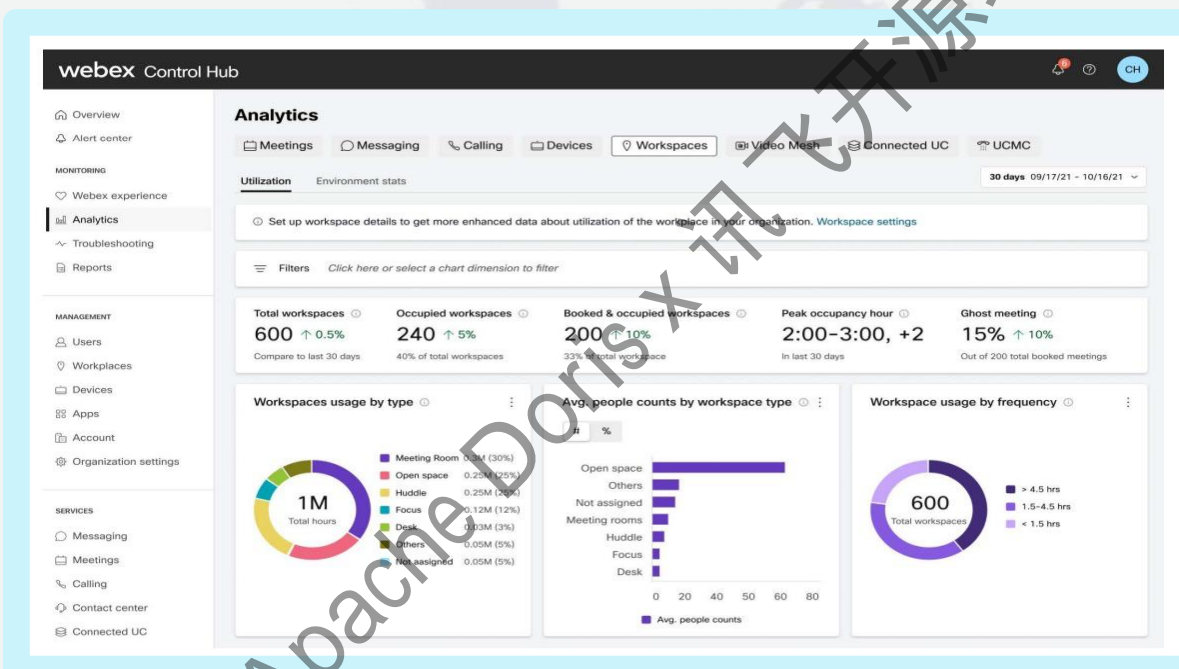 webex Control Hub
6
CH
Overview
Alert center
MONITORING
Webex experience
Analytics
Troubleshooting
Reports
MANAGEMENT
Users
Workplaces
Devices
Apps
Account
Organization settings
SERVICES
Messaging
Meetings
Calling
Contact center
Connected UC
Analytics
Meetings Messaging Calling Devices Workspaces Video Mesh Connected UC UCMC
Utilization Environment stats
30 days 09/17/21 - 10/16/21
Set up workspace details to get more enhanced data about utilization of the workplace in your organization. Workspace settings
Filters Click here or select a chart dimension to filter
Total workspaces Occupied workspaces Booked & occupied workspaces Peak occupancy hour Ghost meeting
600 ↑ 0.5% 240 ↑ 5% 200 ↑ 10% 2:00-3:00, +2 15% ↑ 10%
Compare to last 30 days 40% of total workspaces 33% of total workspace In last 30 days Out of 200 total booked meetings
Workspaces usage by type
1M
Total hours
Meeting Room 0.3M (30%)
Open space 0.25M (25%)
Huddle 0.25M (25%)
Focus 0.12M (12%)
Desk 0.03M (3%)
Others 0.05M (5%)
Not aasigned 0.05M (5%)
Avg. people counts by workspace type
# %
Open space
Others
Not assigned
Meeting rooms
Huddle
Focus
Desk
0 20 40 50 60 80
Avg. people counts
Workspace usage by frequency
600
Total workspaces
> 4.5 hrs
1.5-4.5 hrs
< 1.5 hrs
Apache Doris x 讯飞开源